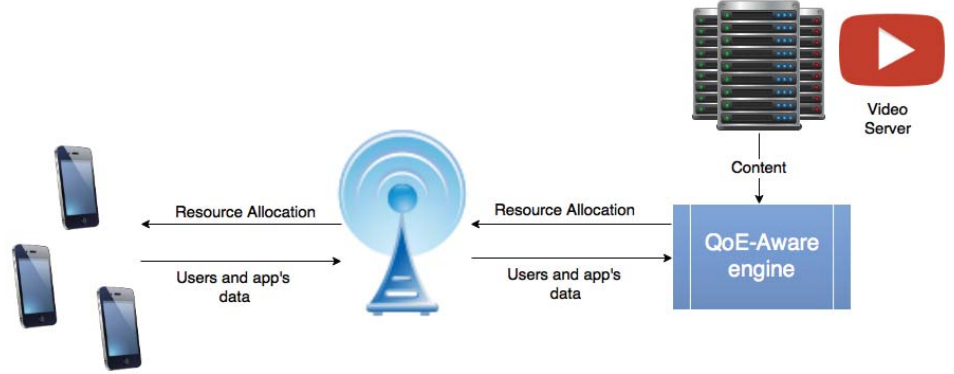 Video
Server
Content
Resource Allocation
Resource Allocation
QoE-Aware
engine
Users and app's
data
Users and app's
data